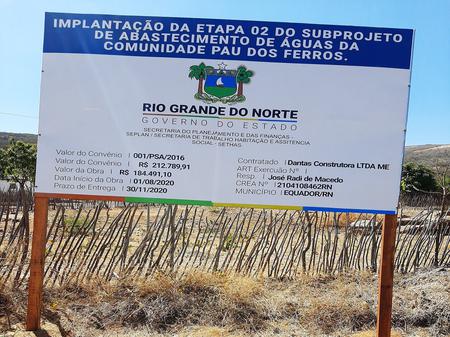 IMPLANTAÇÃO DA ETAPA 02 DO SUBPROJETO
DE ABASTECIMENTO DE ÁGUAS DA
COMUNIDADE PAU DOS FERROS.
RIO GRANDE DO NORTE
GOVERNO DO ESTADO
SECRETARIA DO PLANEJAMENTO E DAS FINANÇAS -
SEPLAN / SECRETARIA DE TRABALHO HABITAÇÃO E ASSITENCIA
SOCIAL - SETHAS
Valor do Convênio | 001/PSA/2016
Valor do Convênio | R$ 212.789,91
Valor da Obra | R$ 184.491,10
Data Início da Obra | 01/08/2020
Prazo de Entrega | 30/11/2020
Contratado | Dantas Construtora LTDA ME
ART Exercuão Nº |
Resp. | José Radi de Macedo
CREA Nº | 2104108462RN
MUNICÍPIO | EQUADOR/RN